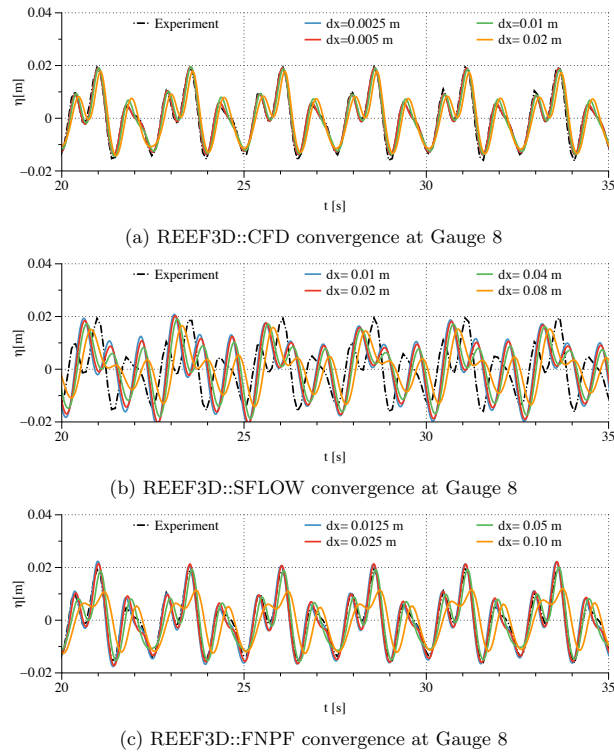 0.04
Experiment
dx=0.0025 m
dx=0.01 m
dx=0.005 m
dx= 0.02 m
0.02
η[m]
0
−0.02
20 25 30 35
t [s]
(a) REEF3D::CFD convergence at Gauge 8
0.04
Experiment
dx= 0.01 m
dx= 0.04 m
dx= 0.02 m
dx= 0.08 m
0.02
η[m]
0
−0.02
20 25 30 35
t [s]
(b) REEF3D::SFLOW convergence at Gauge 8
0.04
Experiment
dx= 0.0125 m
dx= 0.05 m
dx= 0.025 m
dx= 0.10 m
0.02
η[m]
0
−0.02
20 25 30 35
t [s]
(c) REEF3D::FNPF convergence at Gauge 8